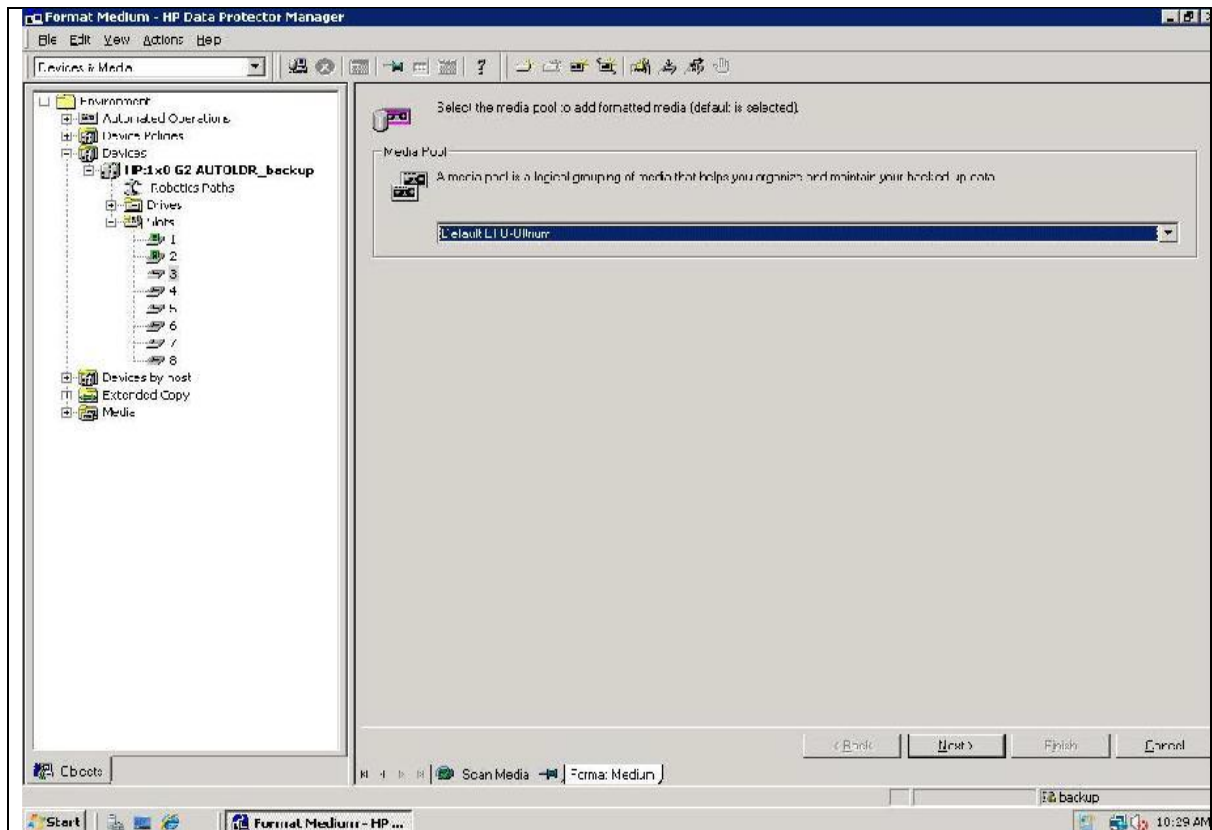 Format Medium - HP Data Protector Manager
File Edit View Actions Help
Devices & Media
Environment
Automated Operations
Device Policies
Devices
HP:1x0 G2 AUTOLDR_backup
Robotics Paths
Drives
Slots
1
2
3
4
5
6
7
8
Devices by host
Extended Copy
Media
Objects
Select the media pool to add formatted media (default is selected).
Media Pool
A media pool is a logical grouping of media that helps you organize and maintain your backed up data.
Default LTO-Ultrium
< Back
Next >
Finish
Cancel
Scan Media
Format Medium
backup
Start
Format Medium - HP ...
10:29 AM